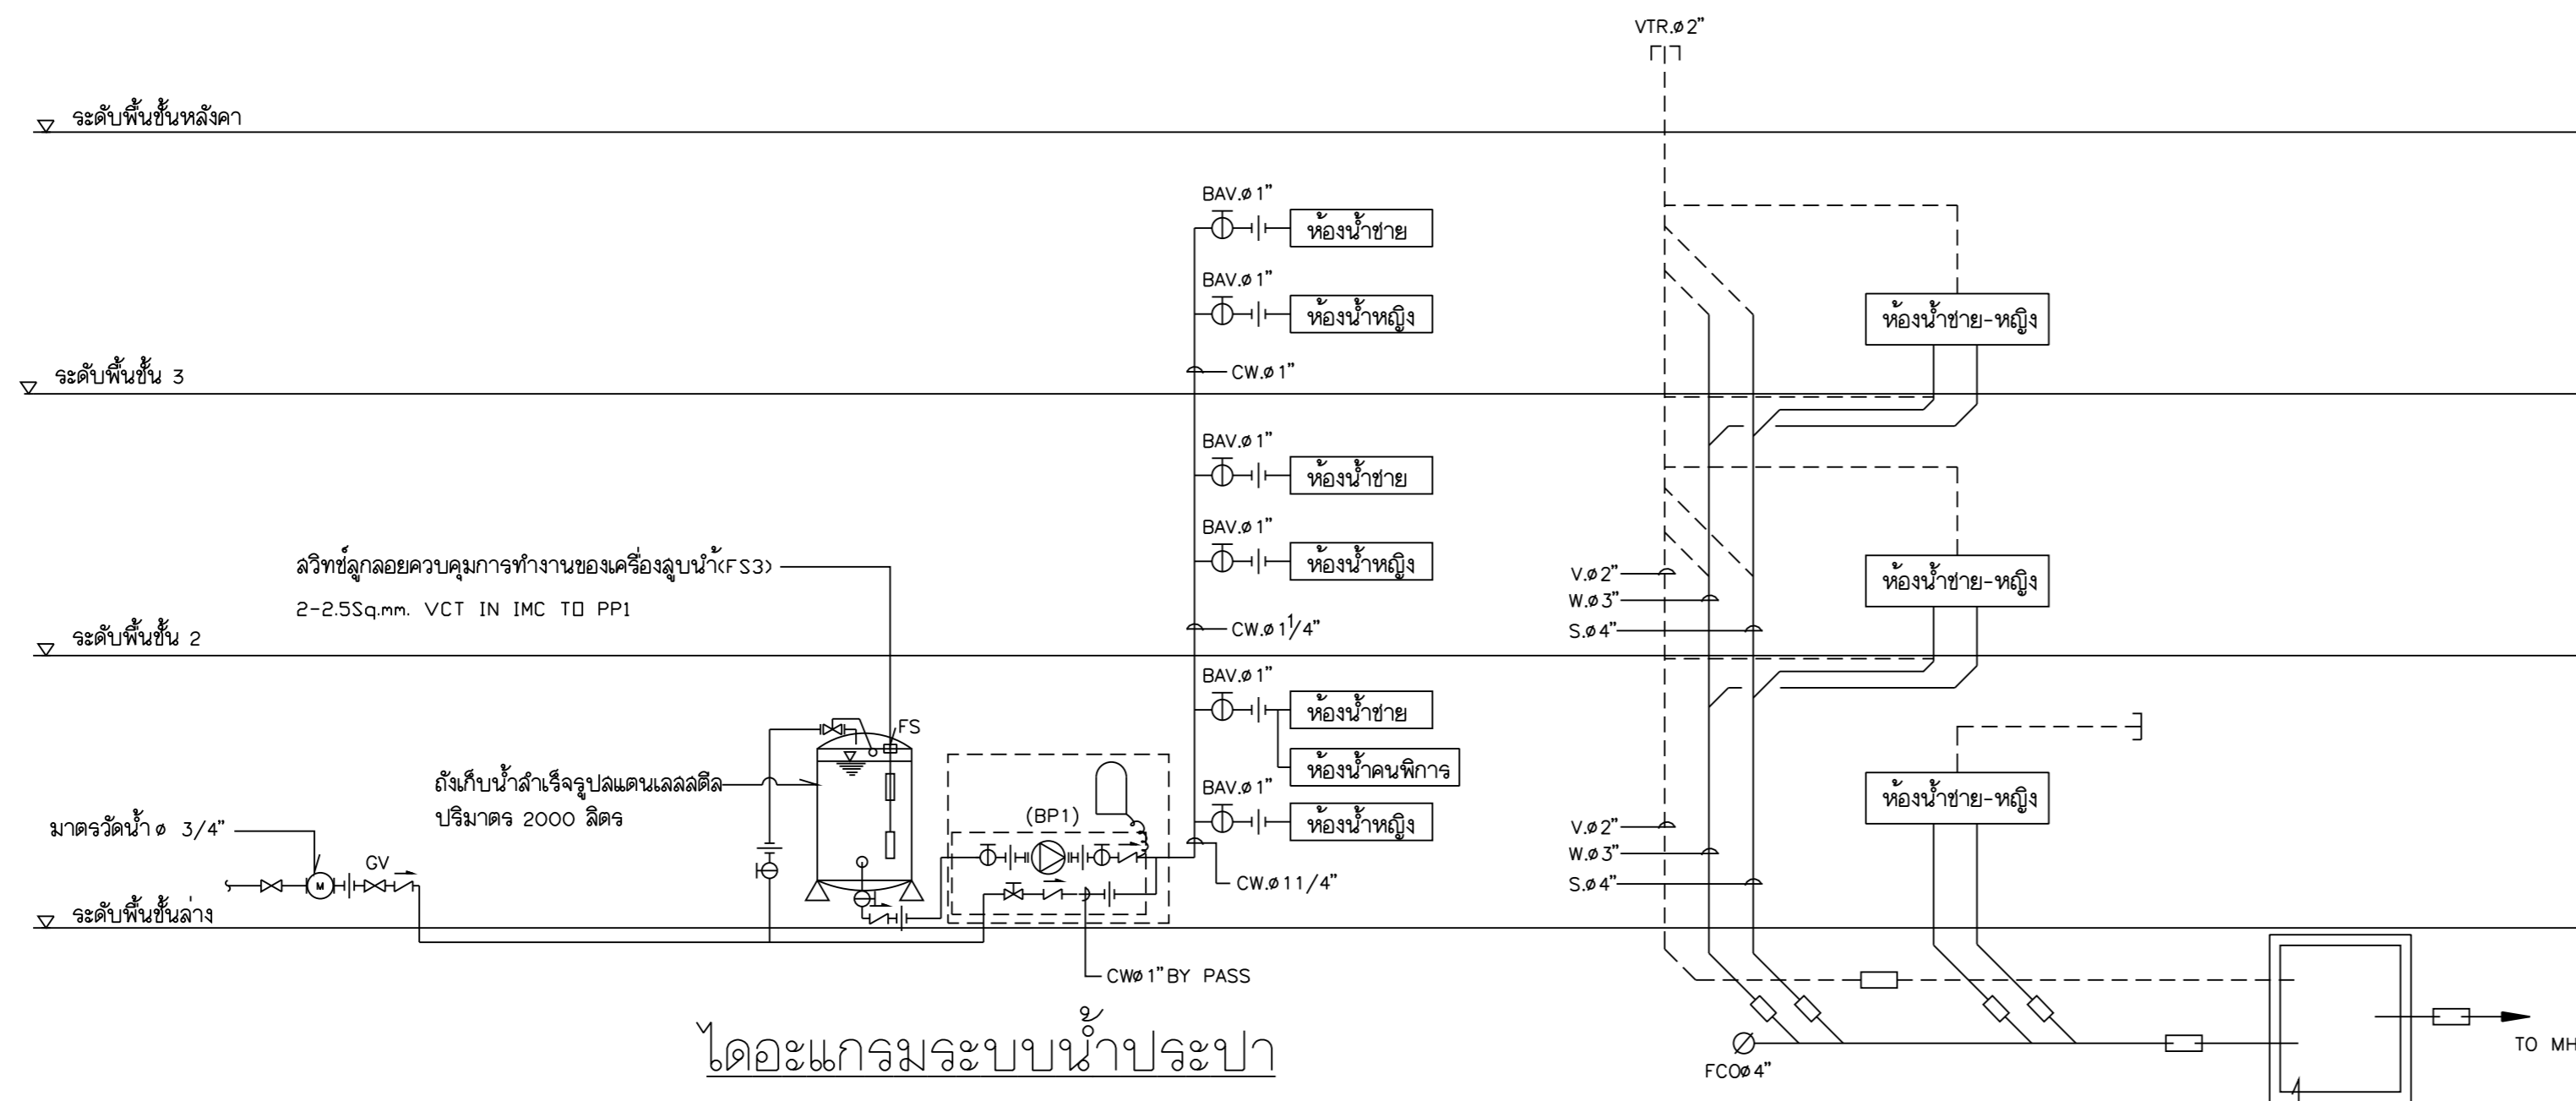 VTR.ø2"
ระดับพื้นชั้นหลังคา
BAV.ø1"
ห้องน้ำชาย
BAV.ø1"
ห้องน้ำหญิง
ห้องน้ำชาย-หญิง
CW.ø1"
ระดับพื้นชั้น 3
BAV.ø1"
ห้องน้ำชาย
BAV.ø1"
ห้องน้ำหญิง
สวิทช์ลูกลอยควบคุมการทำงานของเครื่องสูบน้ำ(FS3)
2-2.5Sq.mm. VCT IN IMC TO PP1
V.ø2"
W.ø3"
S.ø4"
ห้องน้ำชาย-หญิง
CW.ø1 1/4"
ระดับพื้นชั้น 2
BAV.ø1"
ห้องน้ำชาย
FS
ห้องน้ำคนพิการ
ถังเก็บน้ำสำเร็จรูปสแตนเลสสตีล
ปริมาตร 2000 ลิตร
BAV.ø1"
ห้องน้ำหญิง
(BP1)
ห้องน้ำชาย-หญิง
มาตรวัดน้ำ ø 3/4"
M
GV
V.ø2"
W.ø3"
S.ø4"
CW.ø11/4"
ระดับพื้นชั้นล่าง
CWø1"BY PASS
ไดอะแกรมระบบน้ำประปา
FCOø4"
TO MH